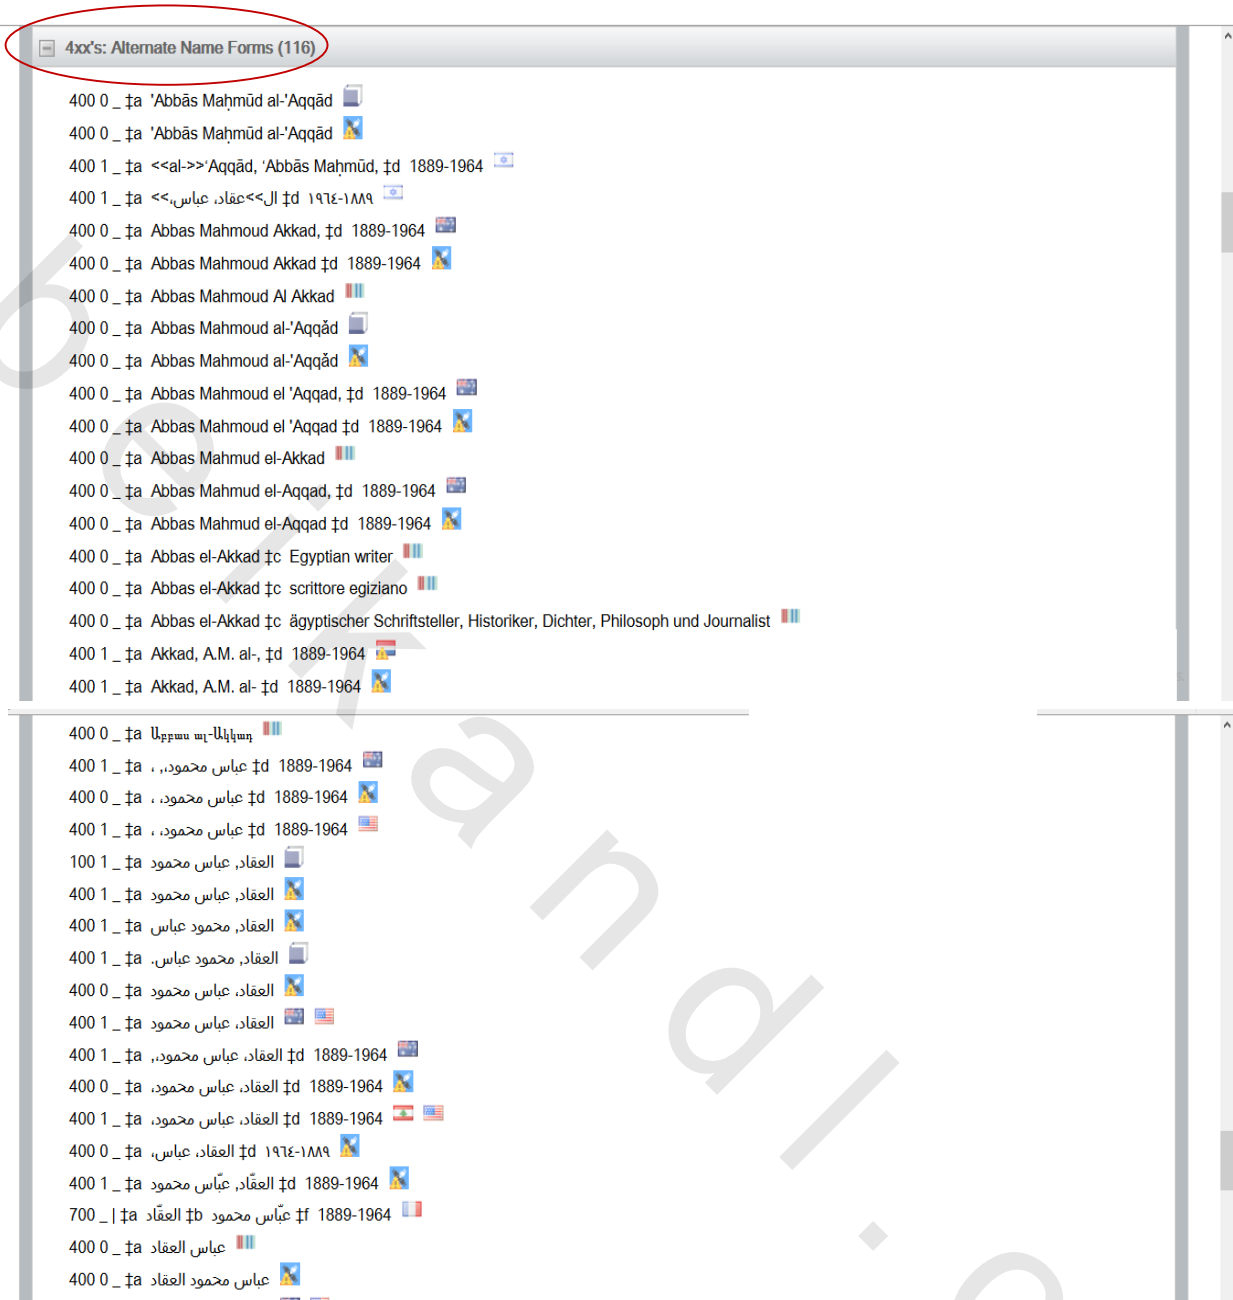 4xx's: Alternate Name Forms (116)
400 0 _ ‡a 'Abbās Maḥmūd al-'Aqqād
400 0 _ ‡a 'Abbās Maḥmūd al-'Aqqād
400 1 _ ‡a <<al->>‘Aqqād, ‘Abbās Maḥmūd, ‡d 1889-1964
400 1 _ ‡a <<ال>>عقاد، عباس، ‡d ١٨٨٩-١٩٦٤
400 0 _ ‡a Abbas Mahmoud Akkad, ‡d 1889-1964
400 0 _ ‡a Abbas Mahmoud Akkad ‡d 1889-1964
400 0 _ ‡a Abbas Mahmoud Al Akkad
400 0 _ ‡a Abbas Mahmoud al-'Aqqǎd
400 0 _ ‡a Abbas Mahmoud al-'Aqqǎd
400 0 _ ‡a Abbas Mahmoud el 'Aqqad, ‡d 1889-1964
400 0 _ ‡a Abbas Mahmoud el 'Aqqad ‡d 1889-1964
400 0 _ ‡a Abbas Mahmud el-Akkad
400 0 _ ‡a Abbas Mahmud el-Aqqad, ‡d 1889-1964
400 0 _ ‡a Abbas Mahmud el-Aqqad ‡d 1889-1964
400 0 _ ‡a Abbas el-Akkad ‡c Egyptian writer
400 0 _ ‡a Abbas el-Akkad ‡c scrittore egiziano
400 0 _ ‡a Abbas el-Akkad ‡c ägyptischer Schriftsteller, Historiker, Dichter, Philosoph und Journalist
400 1 _ ‡a Akkad, A.M. al-, ‡d 1889-1964
400 1 _ ‡a Akkad, A.M. al- ‡d 1889-1964
400 0 _ ‡a Աբբաս ալ-Ակկադ
400 1 _ ‡a ، عباس محمود,، ‡d 1889-1964
400 0 _ ‡a ، عباس محمود، ‡d 1889-1964
400 1 _ ‡a ، عباس محمود، ‡d 1889-1964
100 1 _ ‡a العقاد, عباس محمود
400 1 _ ‡a العقاد, عباس محمود
400 1 _ ‡a العقاد, محمود عباس
400 1 _ ‡a العقاد, محمود عباس.
400 0 _ ‡a العقاد، عباس محمود
400 1 _ ‡a العقاد، عباس محمود
400 1 _ ‡a العقاد، عباس محمود،, ‡d 1889-1964
400 0 _ ‡a العقاد، عباس محمود، ‡d 1889-1964
400 1 _ ‡a العقاد، عباس محمود، ‡d 1889-1964
400 0 _ ‡a العقاد، عباس، ‡d ١٨٨٩-١٩٦٤
400 1 _ ‡a العقّاد, عبّاس محمود ‡d 1889-1964
700 _ | ‡a العقّاد ‡b عبّاس محمود ‡f 1889-1964
400 0 _ ‡a عباس العقاد
400 0 _ ‡a عباس محمود العقاد
beikandl.